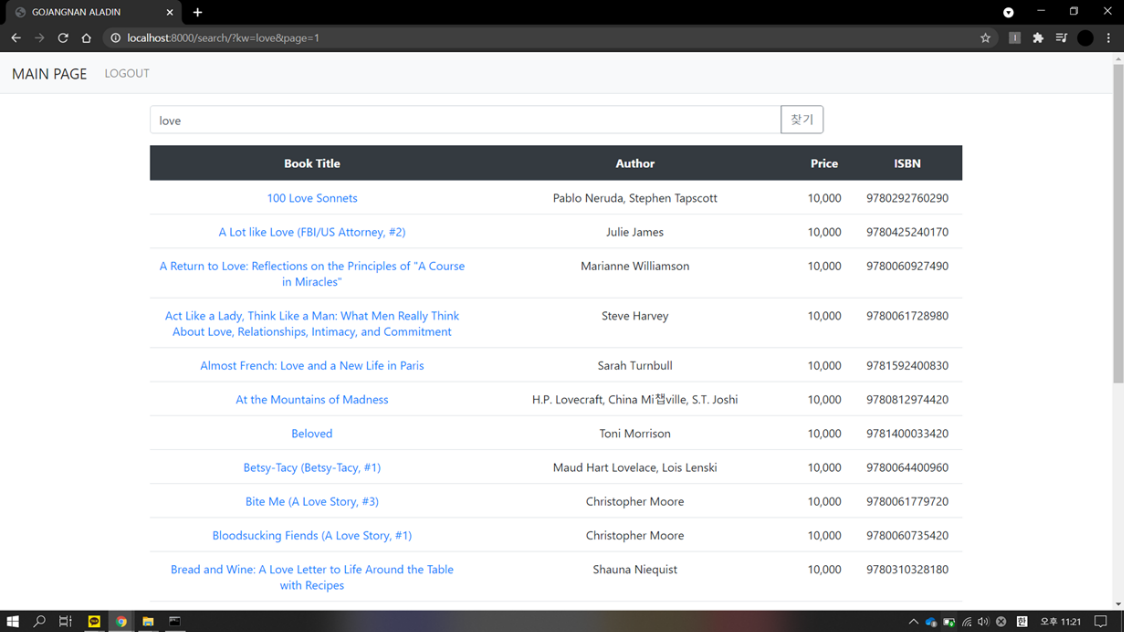 GOJANGNAN ALADIN
localhost:8000/search/?kw=love&page=1
MAIN PAGE LOGOUT
love 찾기
Book Title Author Price ISBN
100 Love Sonnets Pablo Neruda, Stephen Tapscott 10,000 9780292760290
A Lot like Love (FBI/US Attorney, #2) Julie James 10,000 9780425240170
A Return to Love: Reflections on the Principles of "A Course Marianne Williamson 10,000 9780060927490
in Miracles"
Act Like a Lady, Think Like a Man: What Men Really Think Steve Harvey 10,000 9780061728980
About Love, Relationships, Intimacy, and Commitment
Almost French: Love and a New Life in Paris Sarah Turnbull 10,000 9781592400830
At the Mountains of Madness H.P. Lovecraft, China Mi챕ville, S.T. Joshi 10,000 9780812974420
Beloved Toni Morrison 10,000 9781400033420
Betsy-Tacy (Betsy-Tacy, #1) Maud Hart Lovelace, Lois Lenski 10,000 9780064400960
Bite Me (A Love Story, #3) Christopher Moore 10,000 9780061779720
Bloodsucking Fiends (A Love Story, #1) Christopher Moore 10,000 9780060735420
Bread and Wine: A Love Letter to Life Around the Table Shauna Niequist 10,000 9780310328180
with Recipes
한 오후 11:21